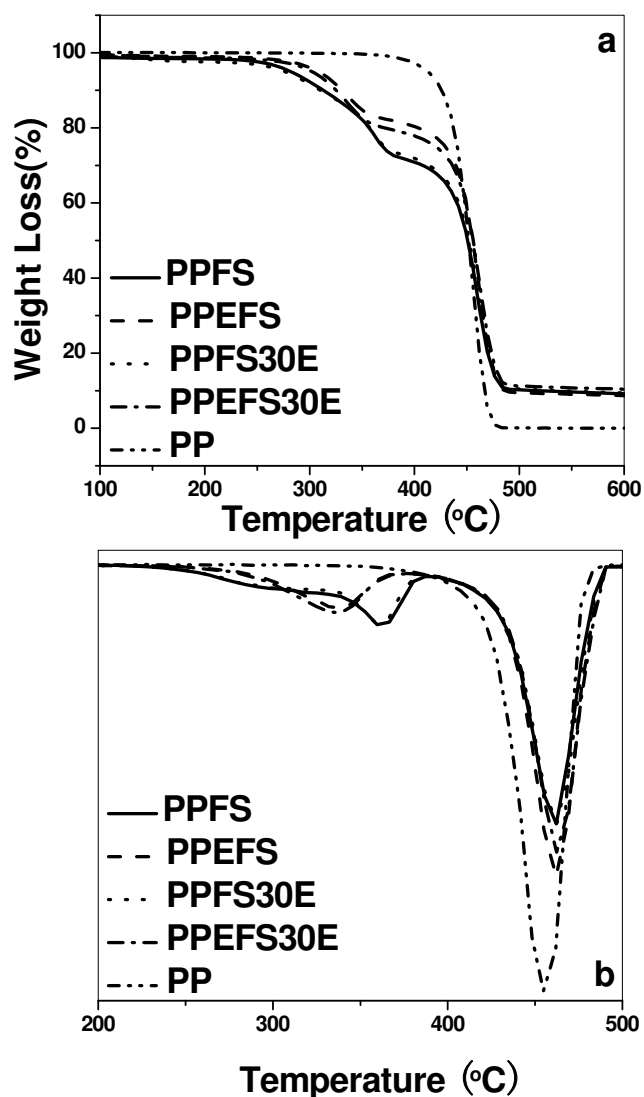 a
100
80
60
40
20
0
Weight Loss(%)
PPFS
PPEFS
PPFS30E
PPEFS30E
PP
100 200 300 400 500 600
Temperature (°C)
PPFS
PPEFS
PPFS30E
PPEFS30E
PP
b
200 300 400 500
Temperature (°C)